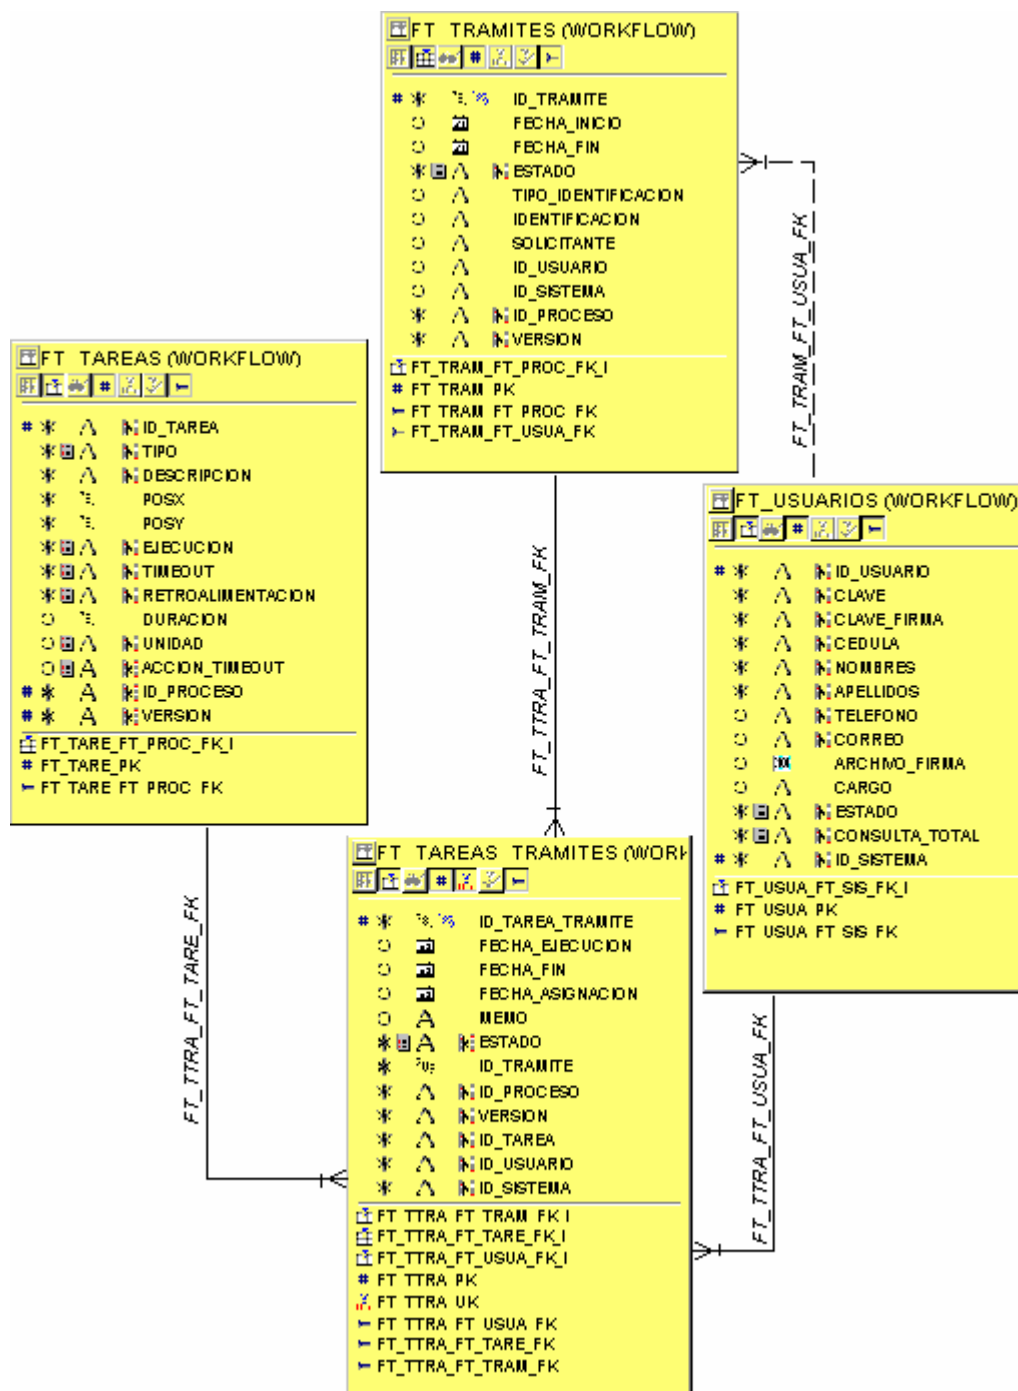 FT_TRAMITES (WORKFLOW)
# * ID_TRAMITE
FECHA_INICIO
FECHA_FIN
* ESTADO
TIPO_IDENTIFICACION
IDENTIFICACION
SOLICITANTE
ID_USUARIO
ID_SISTEMA
* ID_PROCESO
* VERSION
FT_TRAM_FT_PROC_FK_I
# FT_TRAM_PK
FT_TRAM_FT_PROC_FK
FT_TRAM_FT_USUA_FK
FT_TRAM_FT_USUA_FK
FT_TAREAS (WORKFLOW)
# * ID_TAREA
* TIPO
* DESCRIPCION
* POSX
* POSY
* EJECUCION
* TIMEOUT
* RETROALIMENTACION
DURACION
UNIDAD
ACCION_TIMEOUT
# * ID_PROCESO
# * VERSION
FT_TARE_FT_PROC_FK_I
# FT_TARE_PK
FT_TARE_FT_PROC_FK
FT_TTRA_FT_TRAM_FK
FT_USUARIOS (WORKFLOW)
# * ID_USUARIO
* CLAVE
* CLAVE_FIRMA
* CEDULA
* NOMBRES
* APELLIDOS
TELEFONO
CORREO
ARCHIVO_FIRMA
CARGO
* ESTADO
* CONSULTA_TOTAL
# * ID_SISTEMA
FT_USUA_FT_SIS_FK_I
# FT_USUA_PK
FT_USUA_FT_SIS_FK
FT_TTRA_FT_TARE_FK
FT_TAREAS_TRAMITES (WORK
# * ID_TAREA_TRAMITE
FECHA_EJECUCION
FECHA_FIN
FECHA_ASIGNACION
MEMO
* ESTADO
* ID_TRAMITE
* ID_PROCESO
* VERSION
* ID_TAREA
* ID_USUARIO
* ID_SISTEMA
FT_TTRA_FT_TRAM_FK_I
FT_TTRA_FT_TARE_FK_I
FT_TTRA_FT_USUA_FK_I
# FT_TTRA_PK
FT_TTRA_UK
FT_TTRA_FT_USUA_FK
FT_TTRA_FT_TARE_FK
FT_TTRA_FT_TRAM_FK
FT_TTRA_FT_USUA_FK